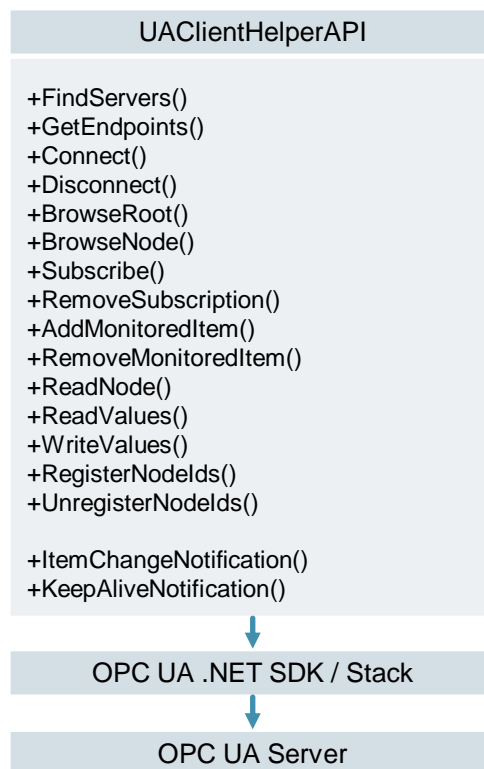 UAClientHelperAPI
+FindServers()
+GetEndpoints()
+Connect()
+Disconnect()
+BrowseRoot()
+BrowseNode()
+Subscribe()
+RemoveSubscription()
+AddMonitoredItem()
+RemoveMonitoredItem()
+ReadNode()
+ReadValues()
+WriteValues()
+RegisterNodeIds()
+UnregisterNodeIds()
+ItemChangeNotification()
+KeepAliveNotification()
OPC UA .NET SDK / Stack
OPC UA Server